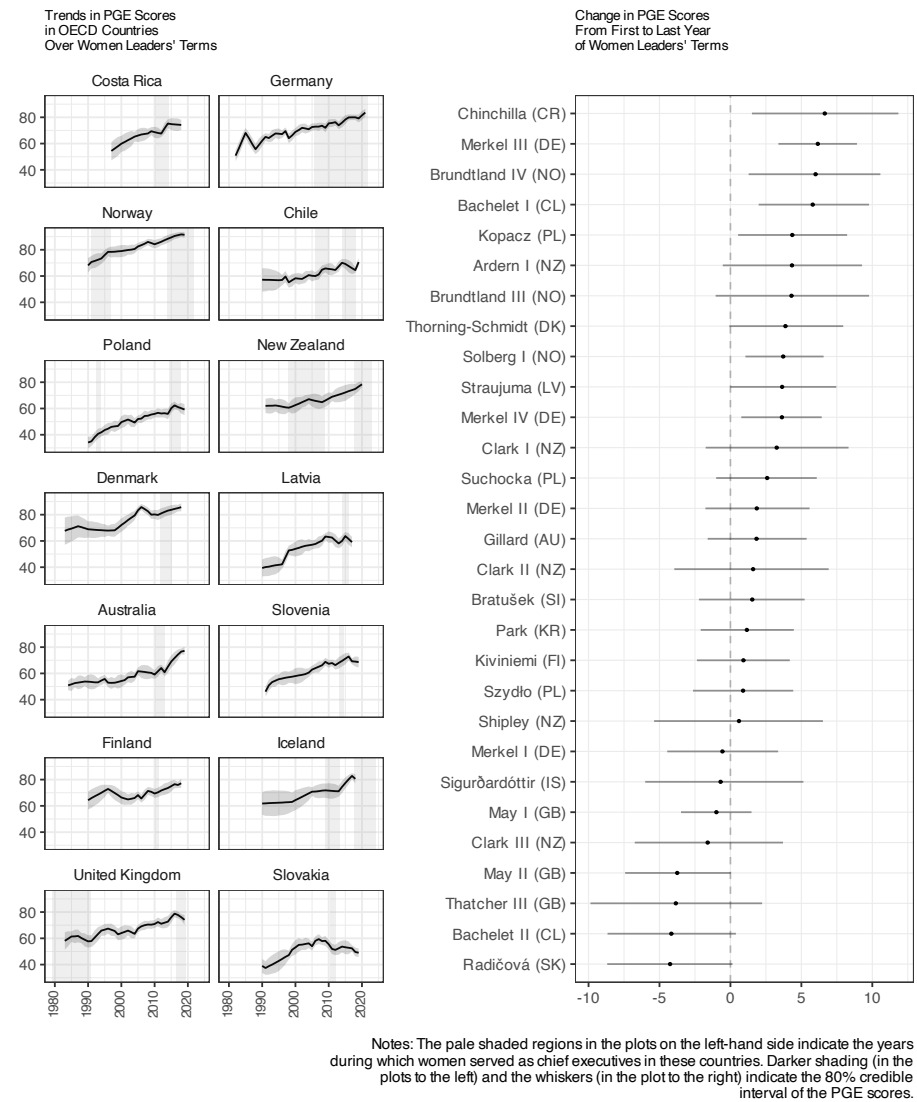 Trends in PGE Scores
in OECD Countries
Over Women Leaders' Terms
Costa Rica
Germany
80
60
40
Norway
Chile
80
60
40
Poland
New Zealand
80
60
40
Denmark
Latvia
80
60
40
Australia
Slovenia
80
60
40
Finland
Iceland
80
60
40
United Kingdom
Slovakia
80
60
40
1980
1990
2000
2010
2020
1980
1990
2000
2010
2020
Change in PGE Scores
From First to Last Year
of Women Leaders' Terms
Chinchilla (CR)
Merkel III (DE)
Brundtland IV (NO)
Bachelet I (CL)
Kopacz (PL)
Ardern I (NZ)
Brundtland III (NO)
Thorning-Schmidt (DK)
Solberg I (NO)
Straujuma (LV)
Merkel IV (DE)
Clark I (NZ)
Suchocka (PL)
Merkel II (DE)
Gillard (AU)
Clark II (NZ)
Bratušek (SI)
Park (KR)
Kiviniemi (FI)
Szydło (PL)
Shipley (NZ)
Merkel I (DE)
Sigurðardóttir (IS)
May I (GB)
Clark III (NZ)
May II (GB)
Thatcher III (GB)
Bachelet II (CL)
Radičová (SK)
-10
-5
0
5
10
Notes: The pale shaded regions in the plots on the left-hand side indicate the years
during which women served as chief executives in these countries. Darker shading (in the
plots to the left) and the whiskers (in the plot to the right) indicate the 80% credible
interval of the PGE scores.